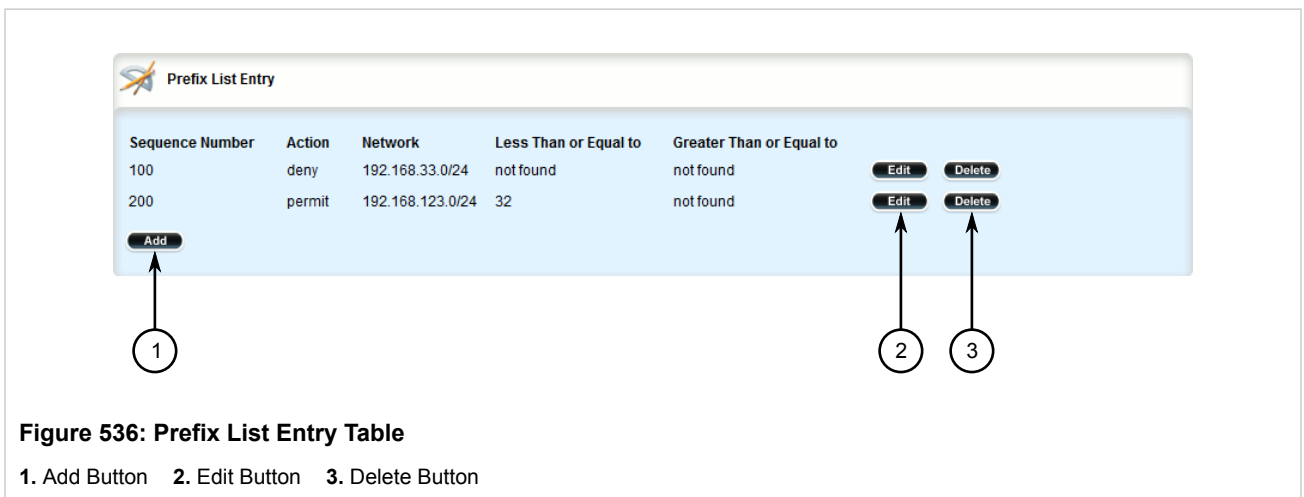 Prefix List Entry
Sequence Number Action Network Less Than or Equal to Greater Than or Equal to
100 deny 192.168.33.0/24 not found not found Edit Delete
200 permit 192.168.123.0/24 32 not found Edit Delete
Add
1 2 3
Figure 536: Prefix List Entry Table
1. Add Button 2. Edit Button 3. Delete Button